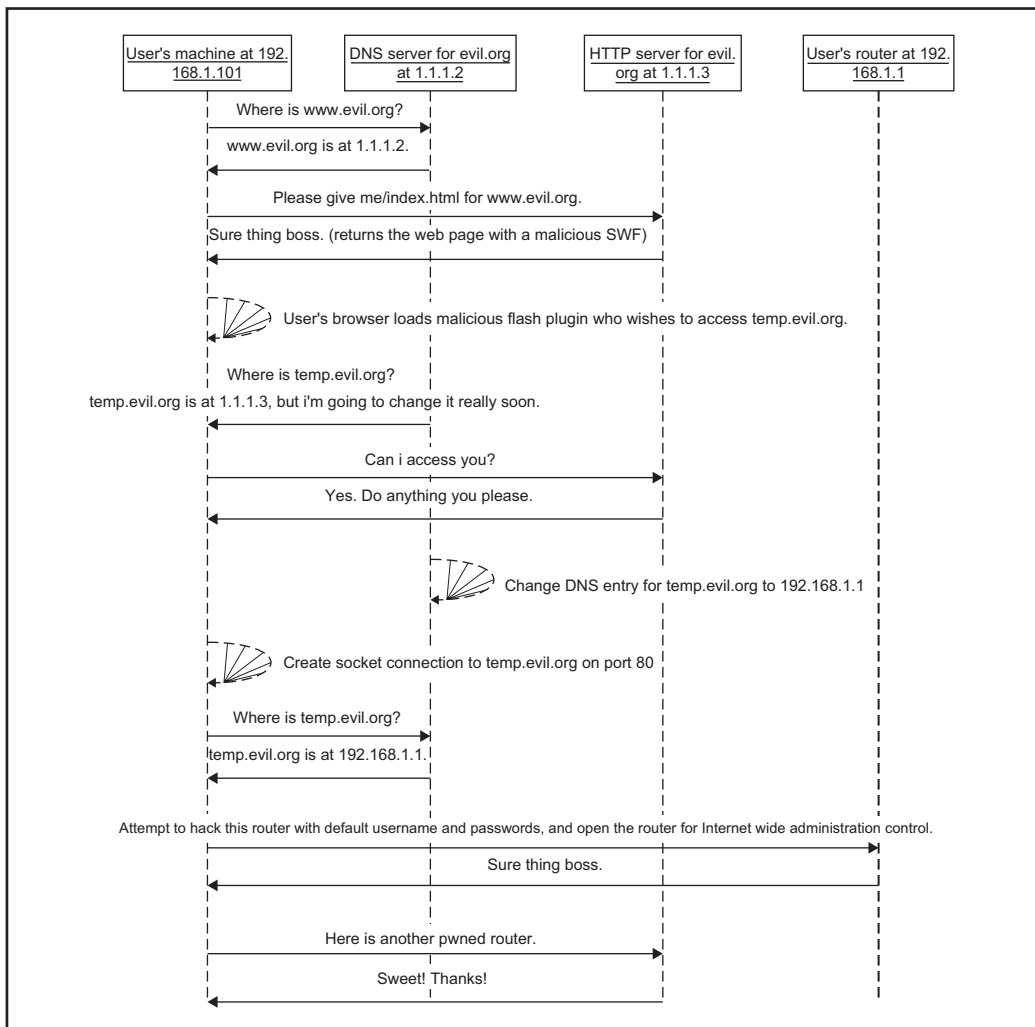 User's machine at 192.
168.1.101
DNS server for evil.org
at 1.1.1.2
HTTP server for evil.
org at 1.1.1.3
User's router at 192.
168.1.1
Where is www.evil.org?
www.evil.org is at 1.1.1.2.
Please give me/index.html for www.evil.org.
Sure thing boss. (returns the web page with a malicious SWF)
User's browser loads malicious flash plugin who wishes to access temp.evil.org.
Where is temp.evil.org?
temp.evil.org is at 1.1.1.3, but i'm going to change it really soon.
Can i access you?
Yes. Do anything you please.
Change DNS entry for temp.evil.org to 192.168.1.1
Create socket connection to temp.evil.org on port 80
Where is temp.evil.org?
temp.evil.org is at 192.168.1.1.
Attempt to hack this router with default username and passwords, and open the router for Internet wide administration control.
Sure thing boss.
Here is another pwned router.
Sweet! Thanks!